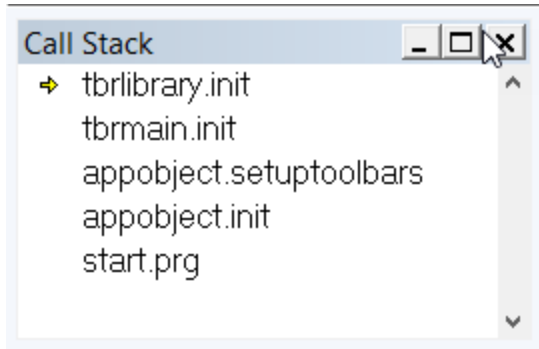 Call Stack
tbrlibrary.init
tbrmain.init
appobject.setuptoolbars
appobject.init
start.prg